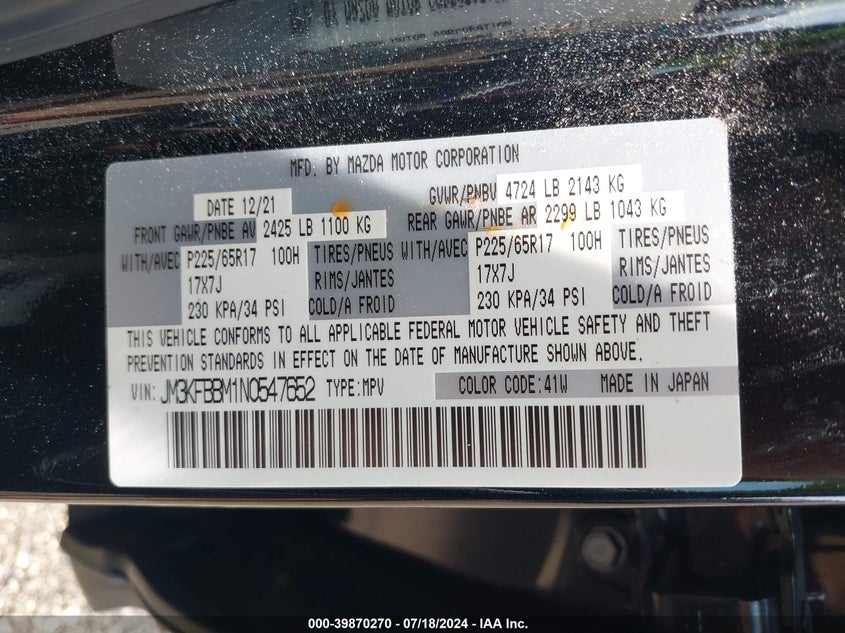 MFD. BY MAZDA MOTOR CORPORATION
DATE 12/21 GVWR/PNBV 4724 LB 2143 KG
FRONT GAWR/PNBE AV 2425 LB 1100 KG REAR GAWR/PNBE AR 2299 LB 1043 KG
WITH/AVEC P225/65R17 100H TIRES/PNEUS WITH/AVEC P225/65R17 100H TIRES/PNEUS
17X7J RIMS/JANTES 17X7J RIMS/JANTES
230 KPA/34 PSI COLD/A FROID 230 KPA/34 PSI COLD/A FROID
THIS VEHICLE CONFORMS TO ALL APPLICABLE FEDERAL MOTOR VEHICLE SAFETY AND THEFT
PREVENTION STANDARDS IN EFFECT ON THE DATE OF MANUFACTURE SHOWN ABOVE.
VIN: JM3KFBBM1N0547652 TYPE:MPV COLOR CODE:41W MADE IN JAPAN
000-39870270 - 07/18/2024 - IAA Inc.